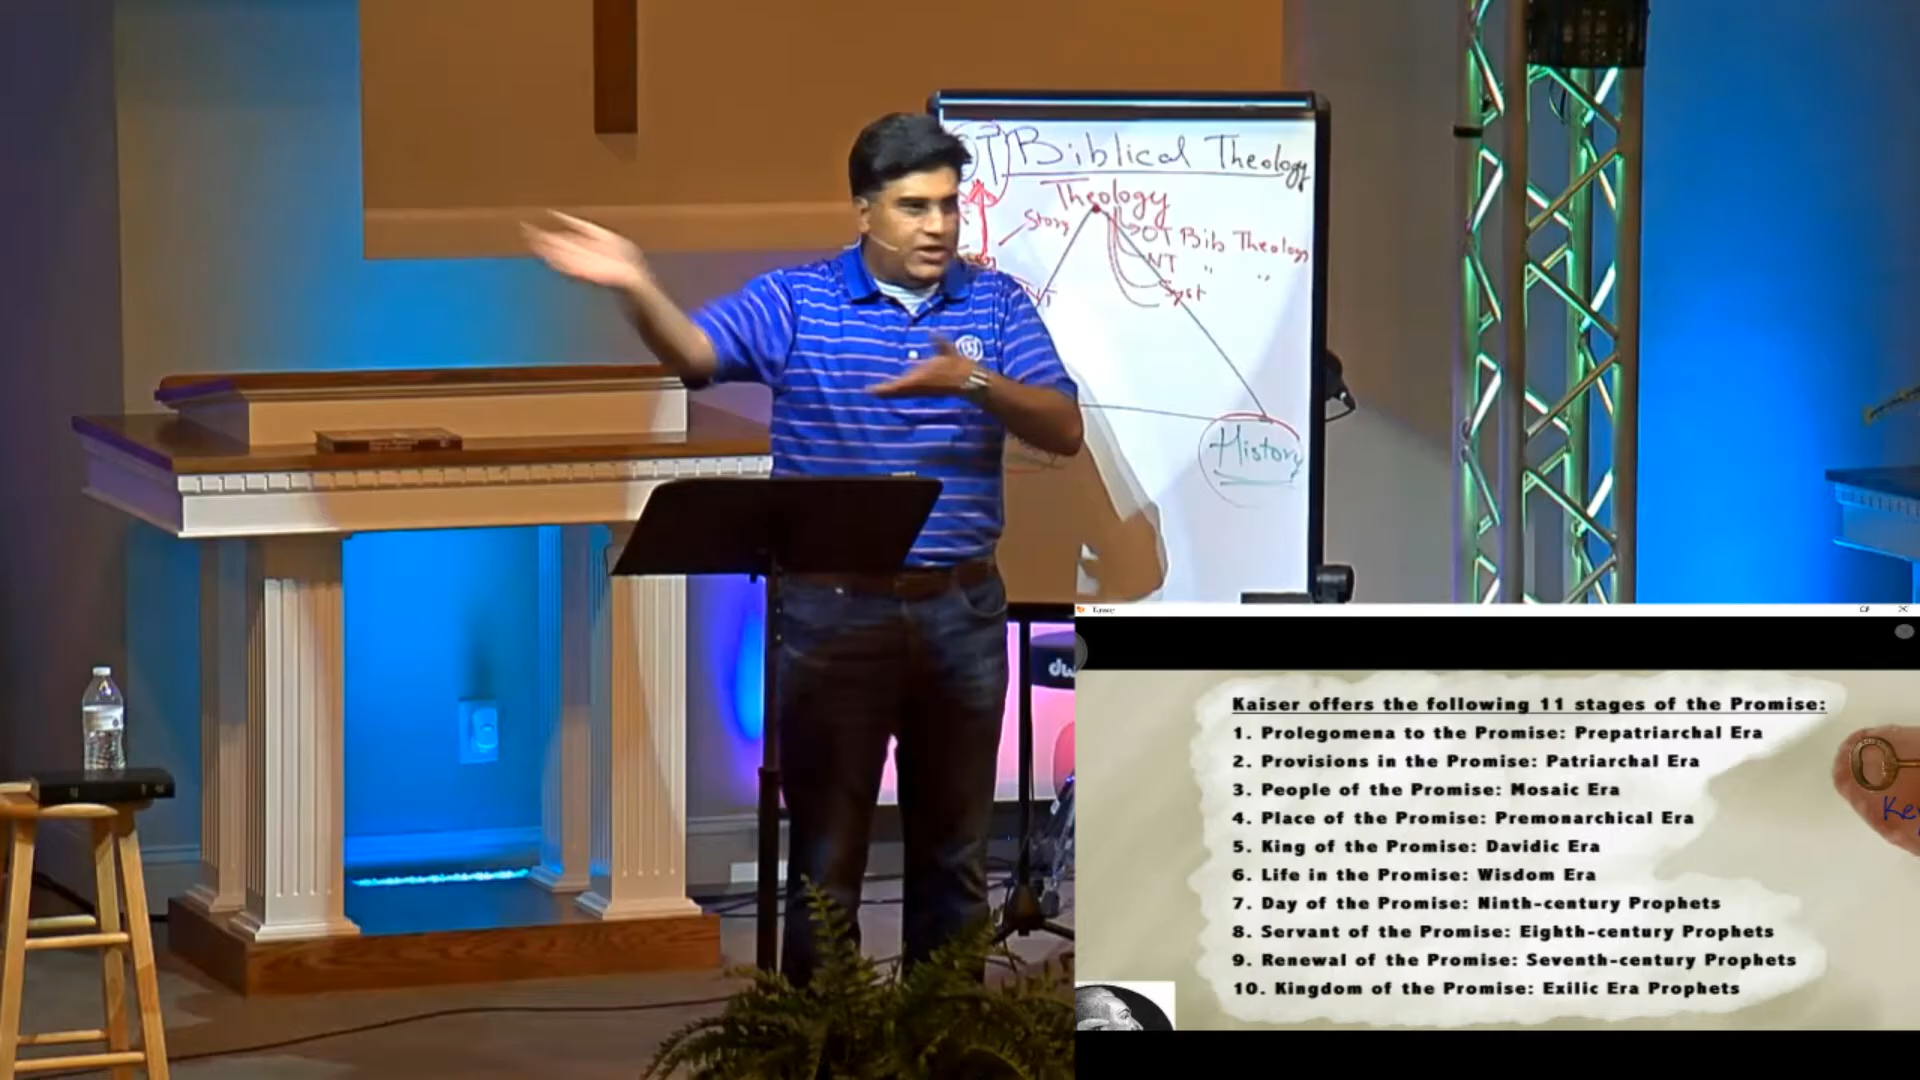 OT Biblical Theology
Theology
Story
OT Bib Theology
NT " "
Syst
NT
History
dw
Kaiser offers the following 11 stages of the Promise:
1. Prolegomena to the Promise: Prepatriarchal Era
2. Provisions in the Promise: Patriarchal Era
3. People of the Promise: Mosaic Era
4. Place of the Promise: Premonarchical Era
5. King of the Promise: Davidic Era
6. Life in the Promise: Wisdom Era
7. Day of the Promise: Ninth-century Prophets
8. Servant of the Promise: Eighth-century Prophets
9. Renewal of the Promise: Seventh-century Prophets
10. Kingdom of the Promise: Exilic Era Prophets
Key